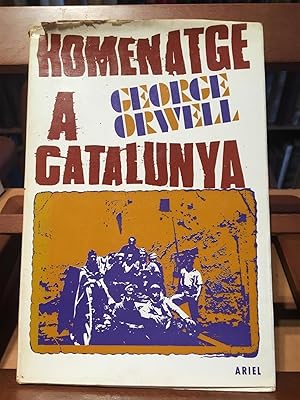 HOMENATGE
A
GEORGE
ORWELL
CATALUNYA
ARIEL